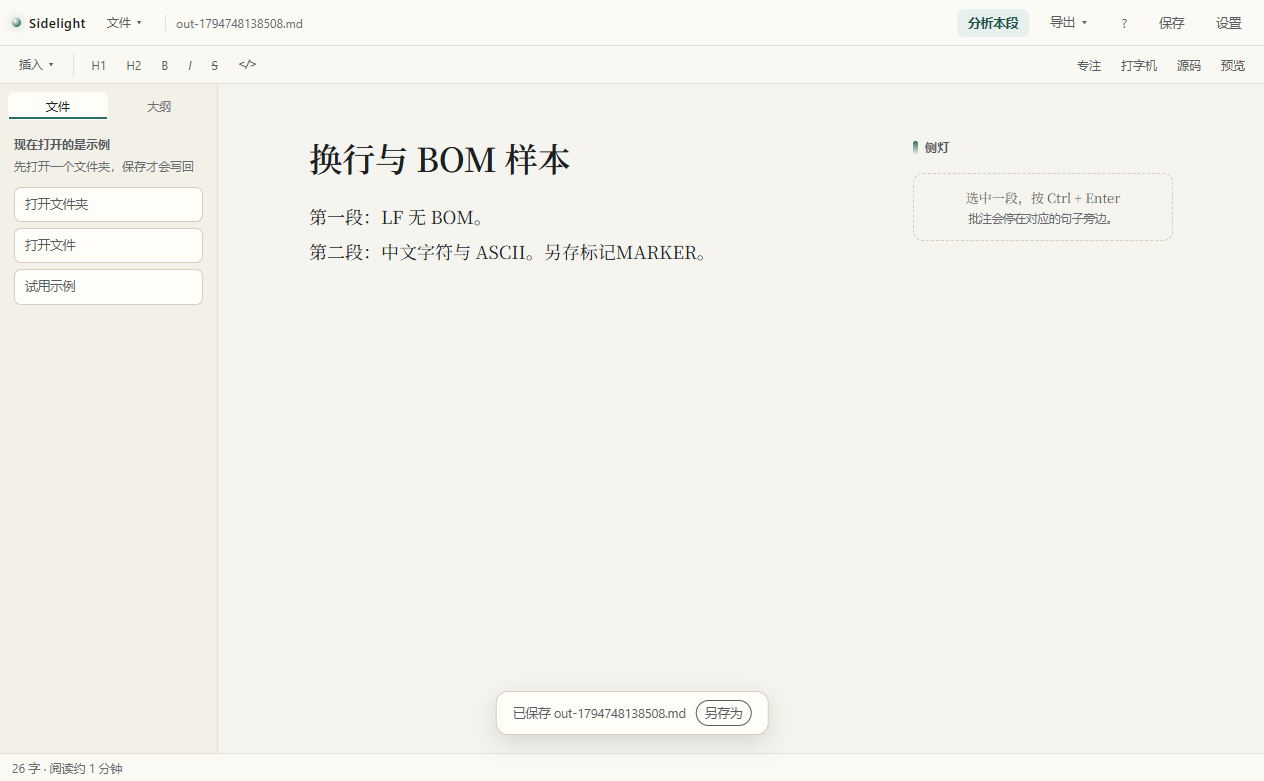 Sidelight 文件 out-1794748138508.md 分析本段 导出 ? 保存 设置
插入 H1 H2 B I S </> 专注 打字机 源码 预览
文件 大纲
现在打开的是示例
先打开一个文件夹，保存才会写回
打开文件夹
打开文件
试用示例
换行与 BOM 样本
第一段：LF 无 BOM。
第二段：中文字符与 ASCII。另存标记MARKER。
侧灯
选中一段，按 Ctrl + Enter
批注会停在对应的句子旁边。
已保存 out-1794748138508.md 另存为
26 字 · 阅读约 1 分钟